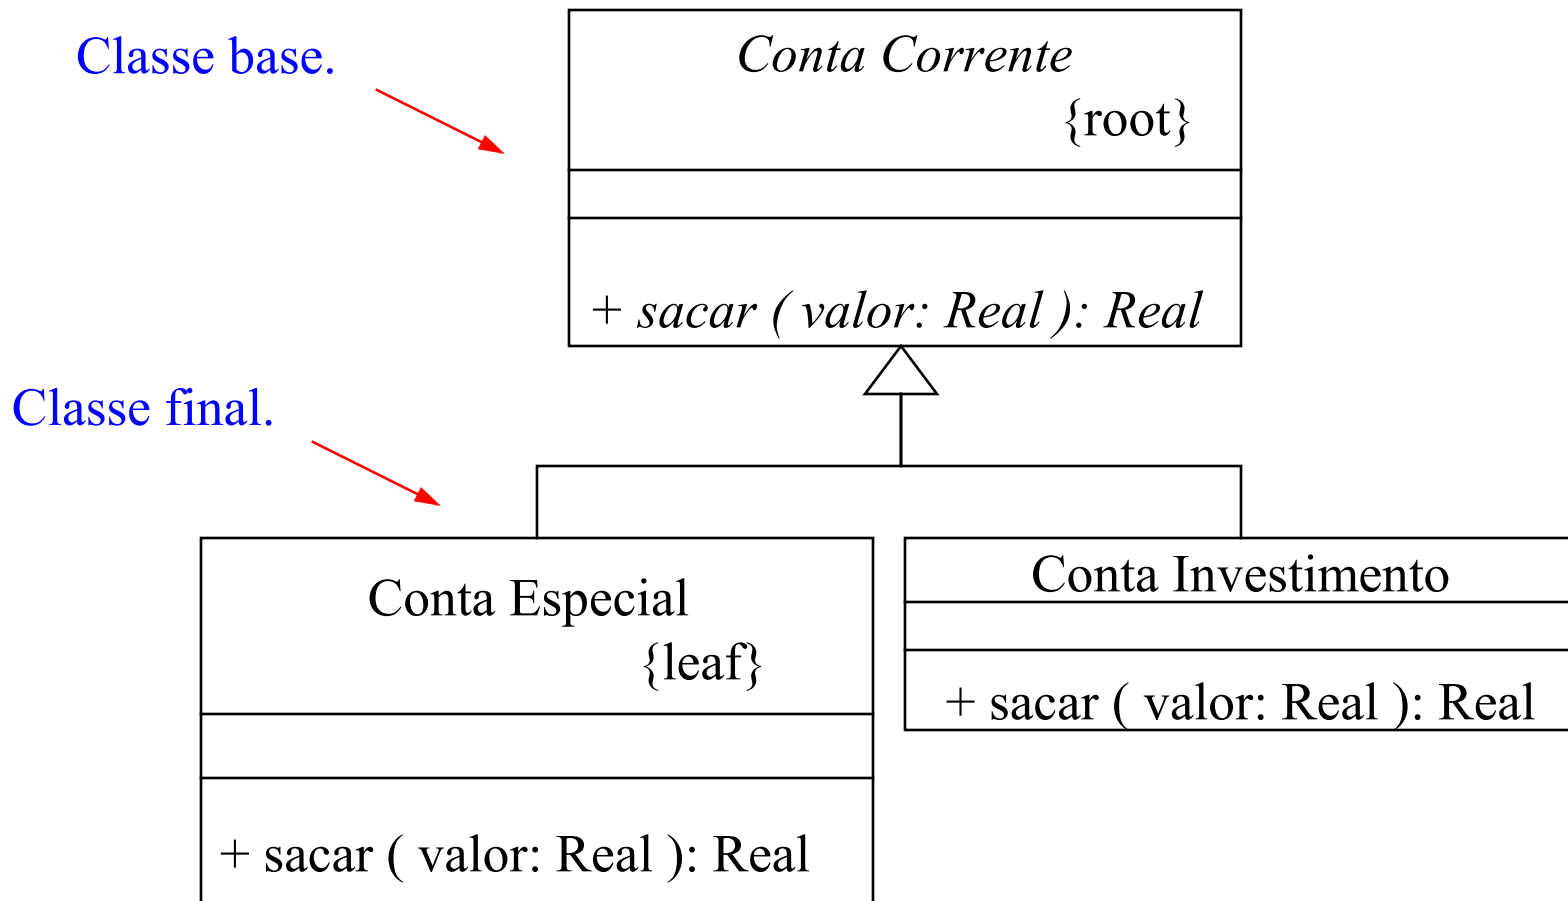 Classe base.
Conta Corrente
{root}
+ sacar ( valor: Real ): Real
Classe final.
Conta Especial
{leaf}
+ sacar ( valor: Real ): Real
Conta Investimento
+ sacar ( valor: Real ): Real